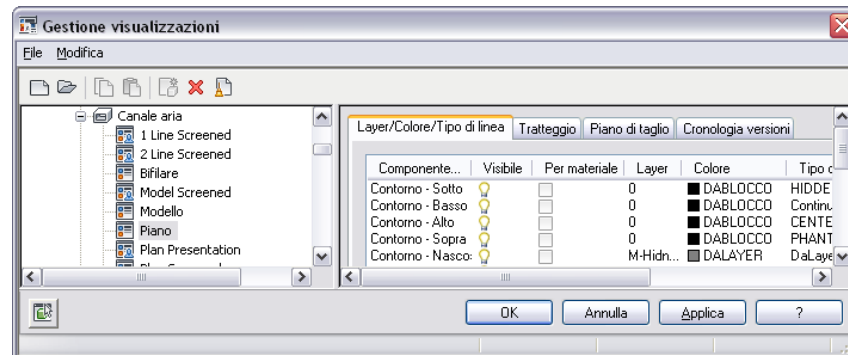 Gestione visualizzazioni
File Modifica
Canale aria
1 Line Screened
2 Line Screened
Bifilare
Model Screened
Modello
Piano
Plan Presentation
Layer/Colore/Tipo di linea Tratteggio Piano di taglio Cronologia versioni
Componente... Visibile Per materiale Layer Colore Tipo
Contorno - Sotto 0 DABLOCCO HIDDE
Contorno - Basso 0 DABLOCCO Continu
Contorno - Alto 0 DABLOCCO CENTE
Contorno - Sopra 0 DABLOCCO PHANT
Contorno - Nasco: M-Hidn... DALAYER DaLaye
OK Annulla Applica ?